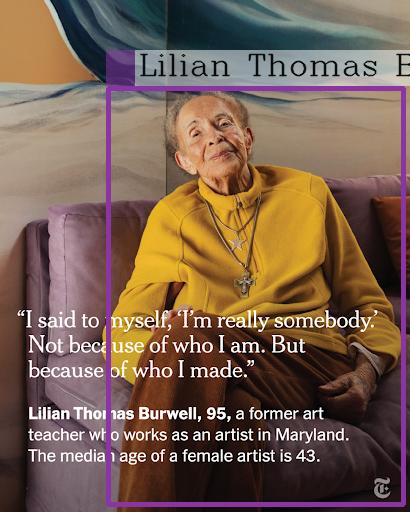 Lilian Thomas B
“I said to myself, ‘I’m really somebody.’
Not because of who I am. But
because of who I made.”
Lilian Thomas Burwell, 95, a former art
teacher who works as an artist in Maryland.
The median age of a female artist is 43.
T